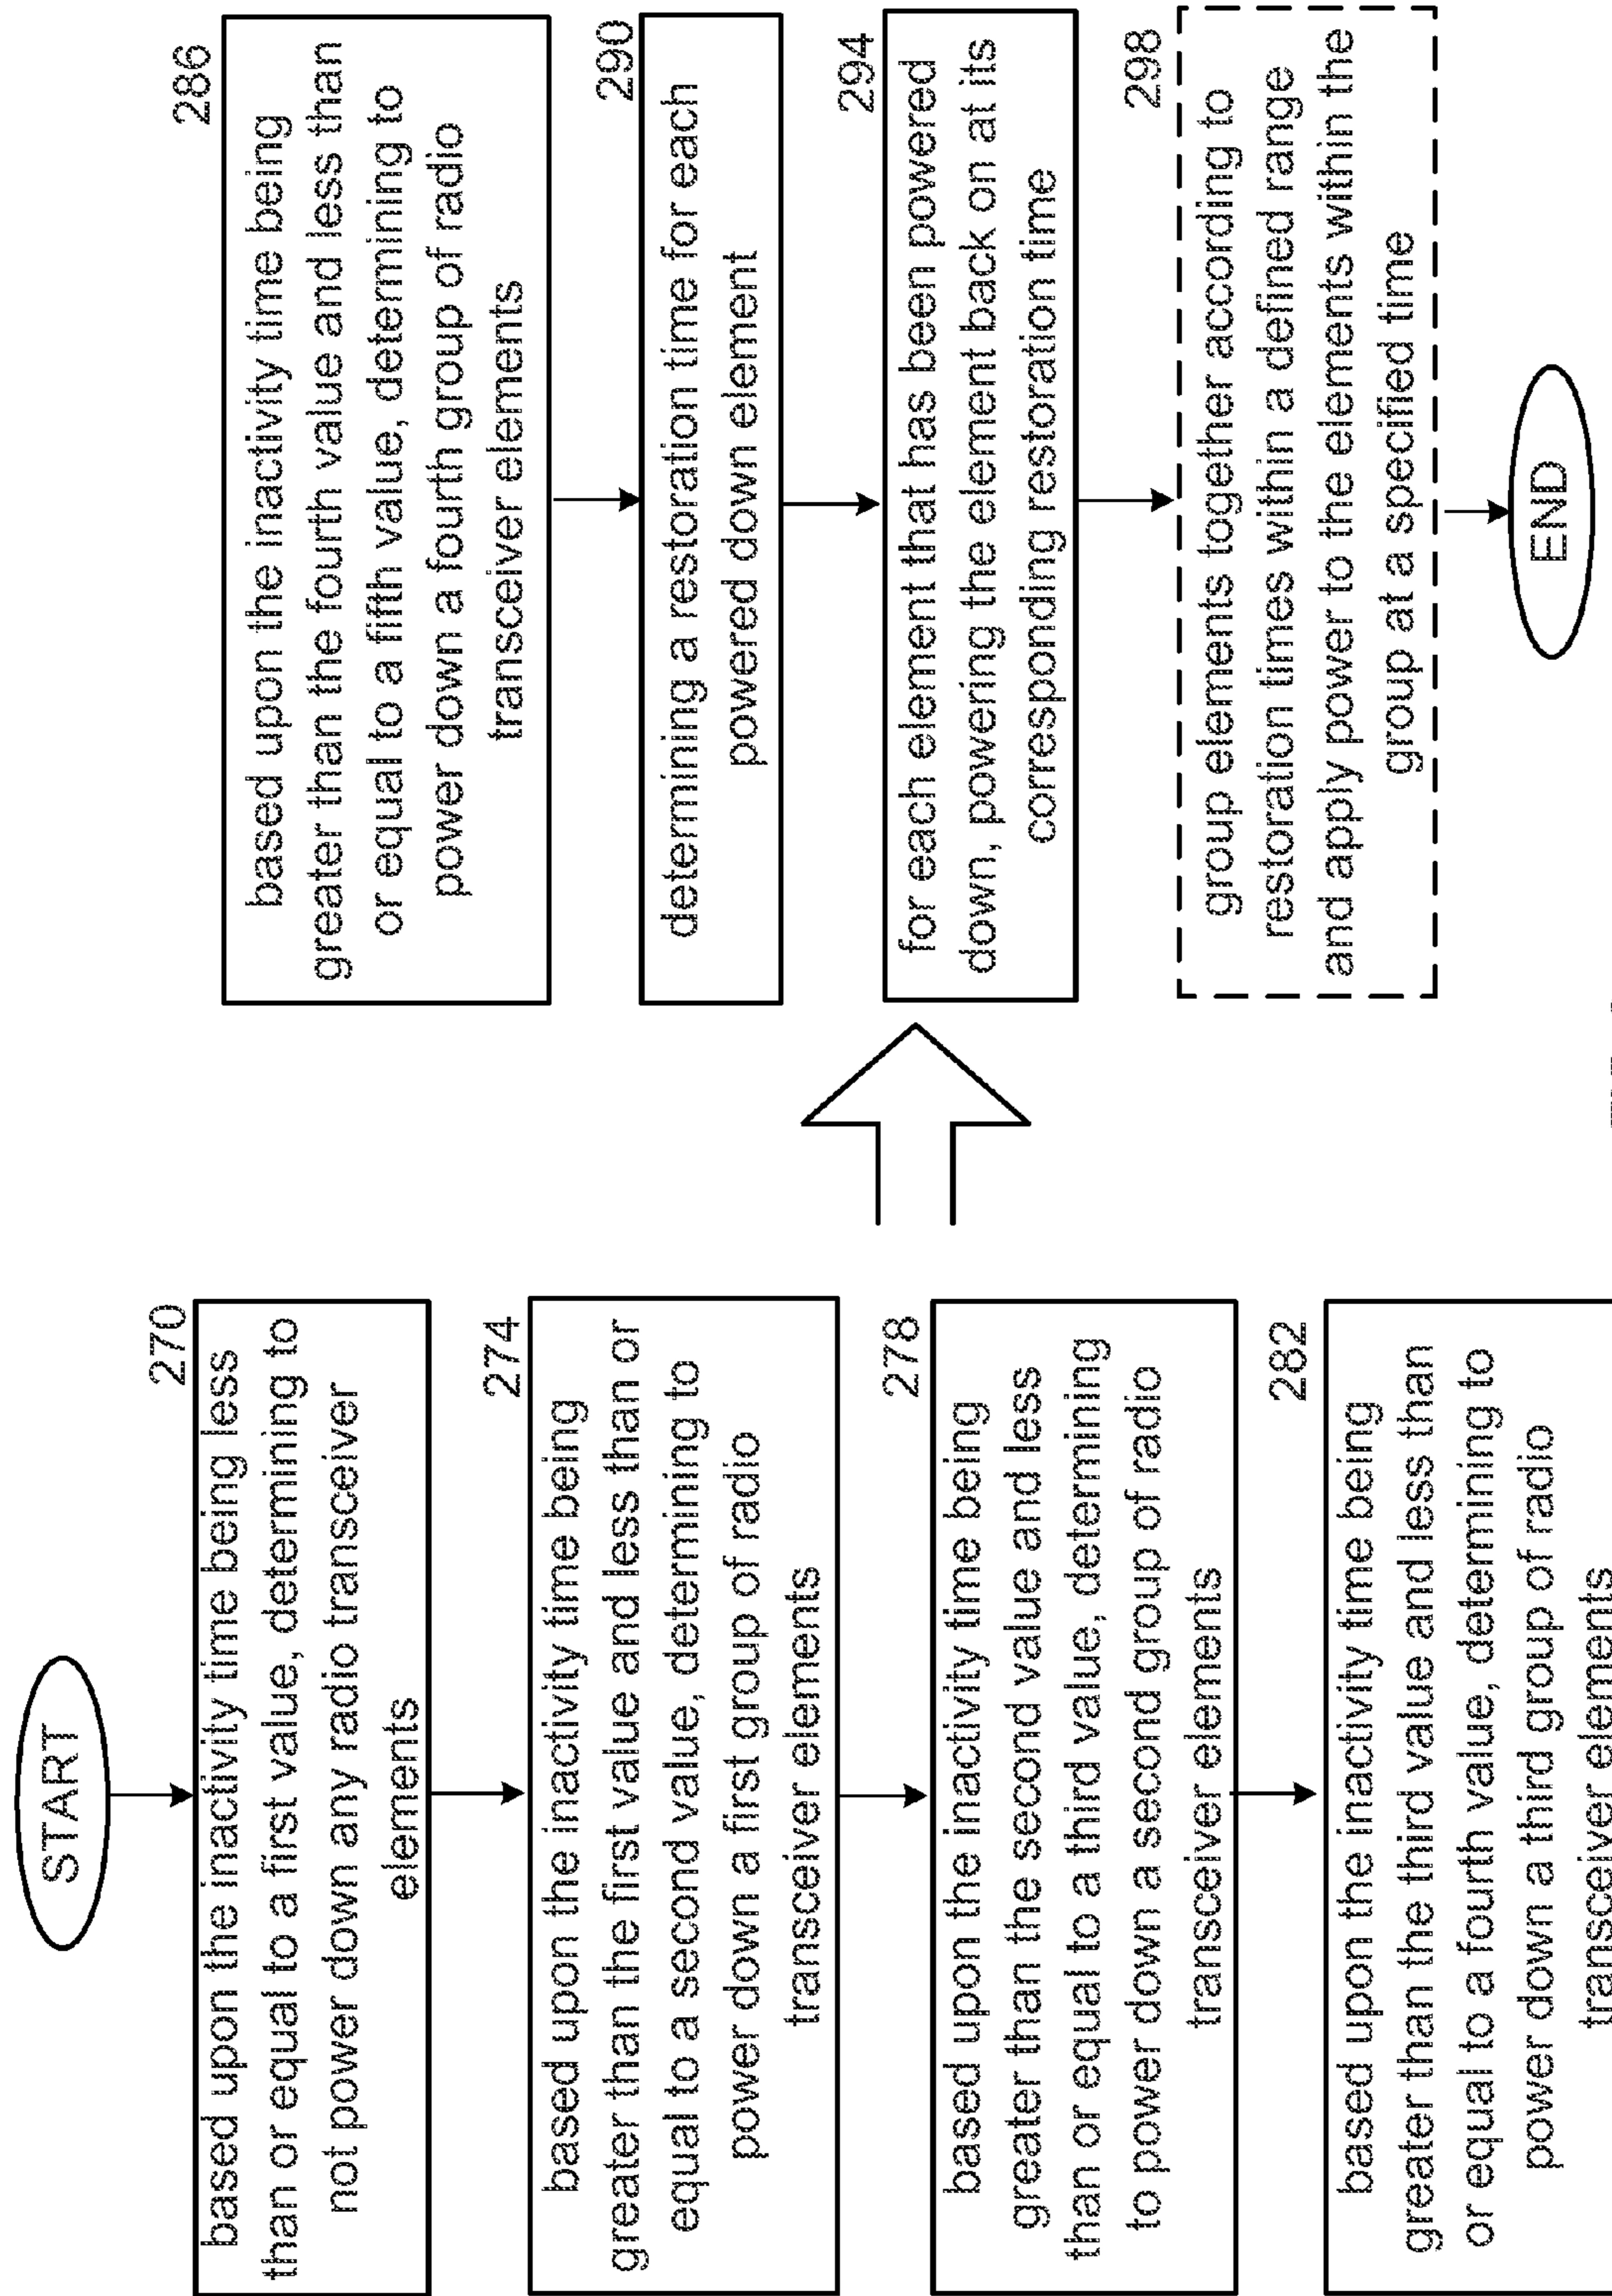 START
270
based upon the inactivity time being less
than or equal to a first value, determining to
not power down any radio transceiver
elements
274
based upon the inactivity time being
greater than the first value and less than or
equal to a second value, determining to
power down a first group of radio
transceiver elements
278
based upon the inactivity time being
greater than the second value and less
than or equal to a third value, determining
to power down a second group of radio
transceiver elements
282
based upon the inactivity time being
greater than the third value and less than
or equal to a fourth value, determining to
power down a third group of radio
transceiver elements
286
based upon the inactivity time being
greater than the fourth value and less than
or equal to a fifth value, determining to
power down a fourth group of radio
transceiver elements
290
determining a restoration time for each
powered down element
294
for each element that has been powered
down, powering the element back on at its
corresponding restoration time
298
group elements together according to
restoration times within a defined range
and apply power to the elements within the
group at a specified time
END